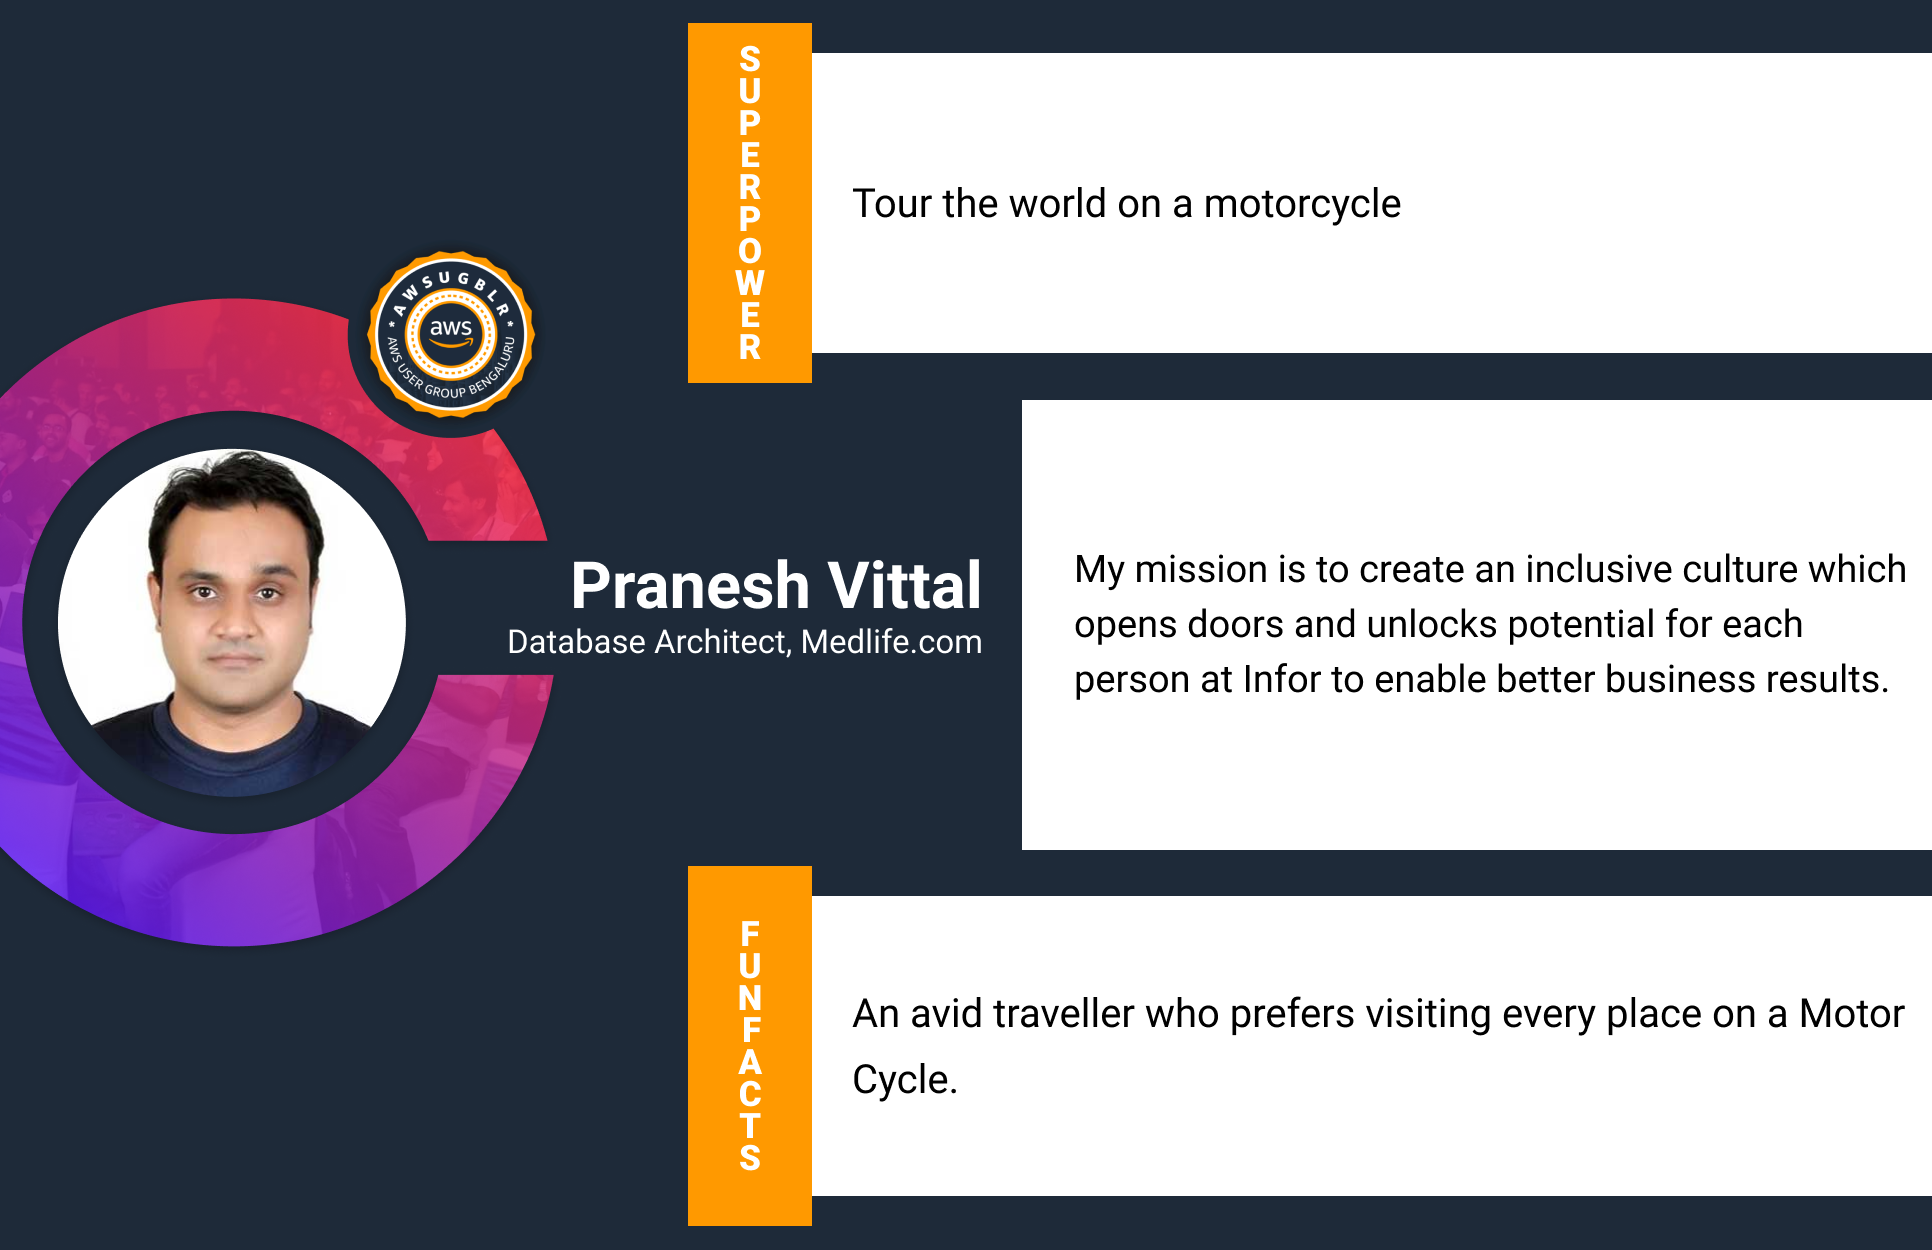 SUPERPOWER
Tour the world on a motorcycle
AWSUGBLR
aws
AWS USER GROUP BENGALURU
Pranesh Vittal
Database Architect, Medlife.com
My mission is to create an inclusive culture which
opens doors and unlocks potential for each
person at Infor to enable better business results.
FUNFACTS
An avid traveller who prefers visiting every place on a Motor
Cycle.